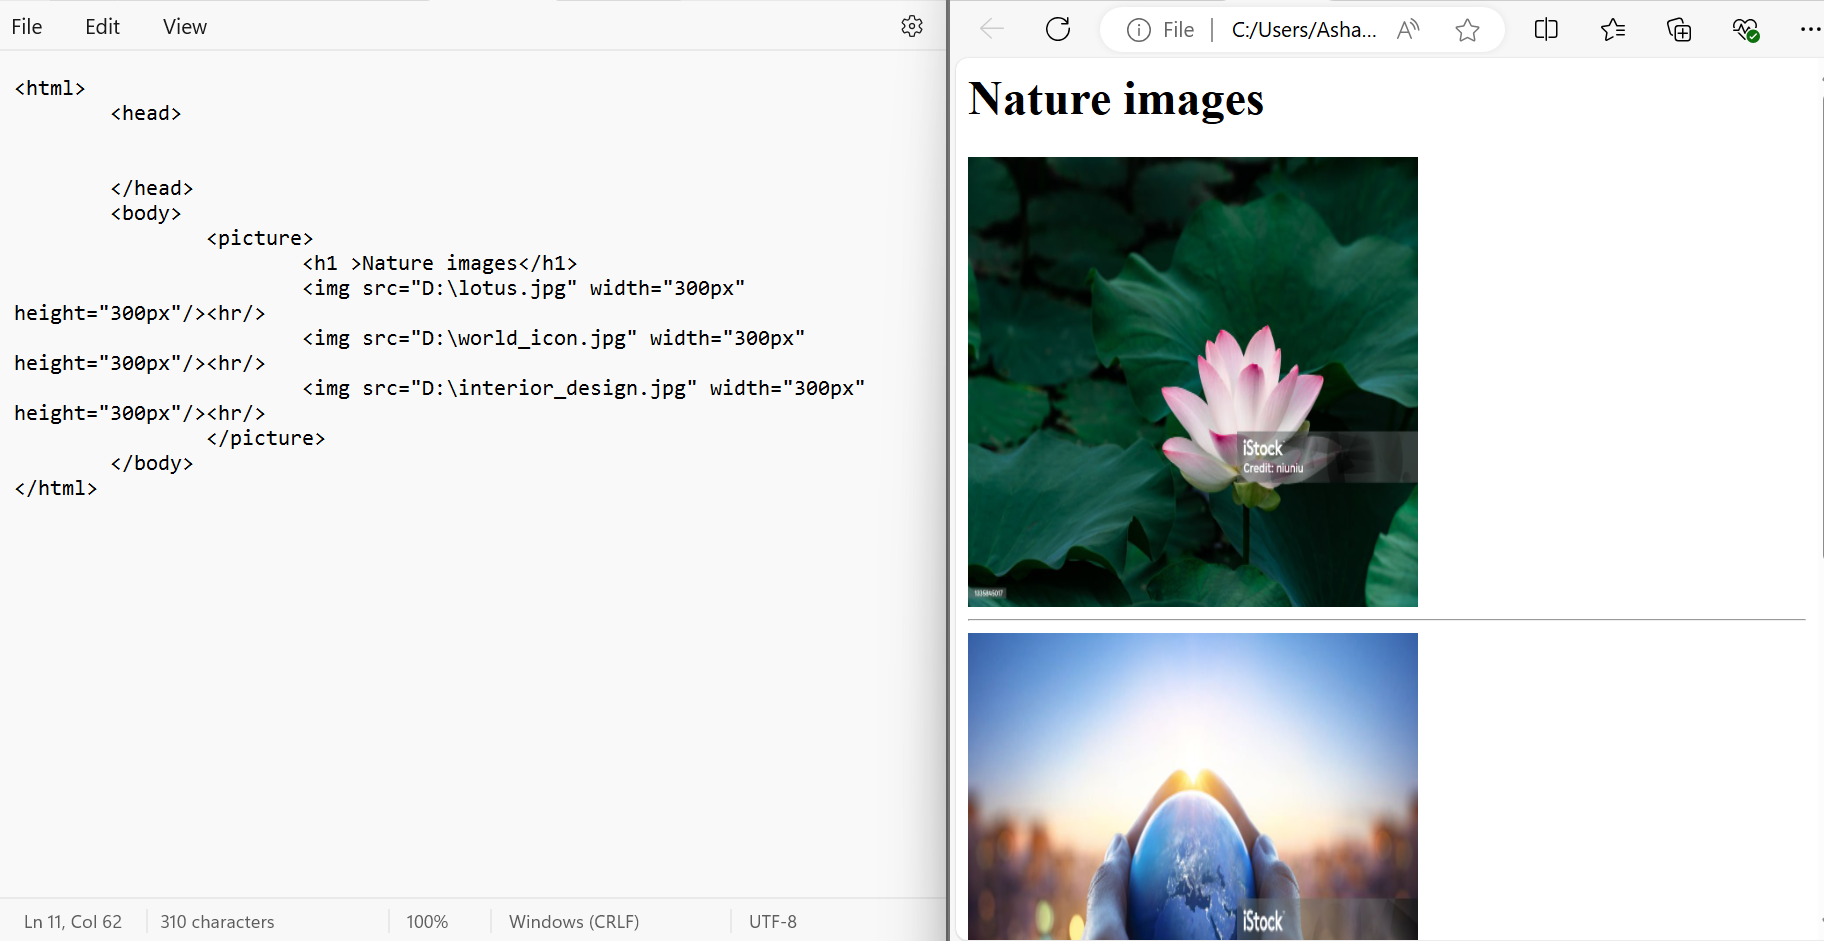 File Edit View
<html>
<head>
</head>
<body>
<picture>
<h1 >Nature images</h1>
<img src="D:\lotus.jpg" width="300px"
height="300px"/><hr/>
<img src="D:\world_icon.jpg" width="300px"
height="300px"/><hr/>
<img src="D:\interior_design.jpg" width="300px"
height="300px"/><hr/>
</picture>
</body>
</html>
Ln 11, Col 62 310 characters 100% Windows (CRLF) UTF-8
File C:/Users/Asha...
Nature images
iStock
Credit: niuniu
iStock